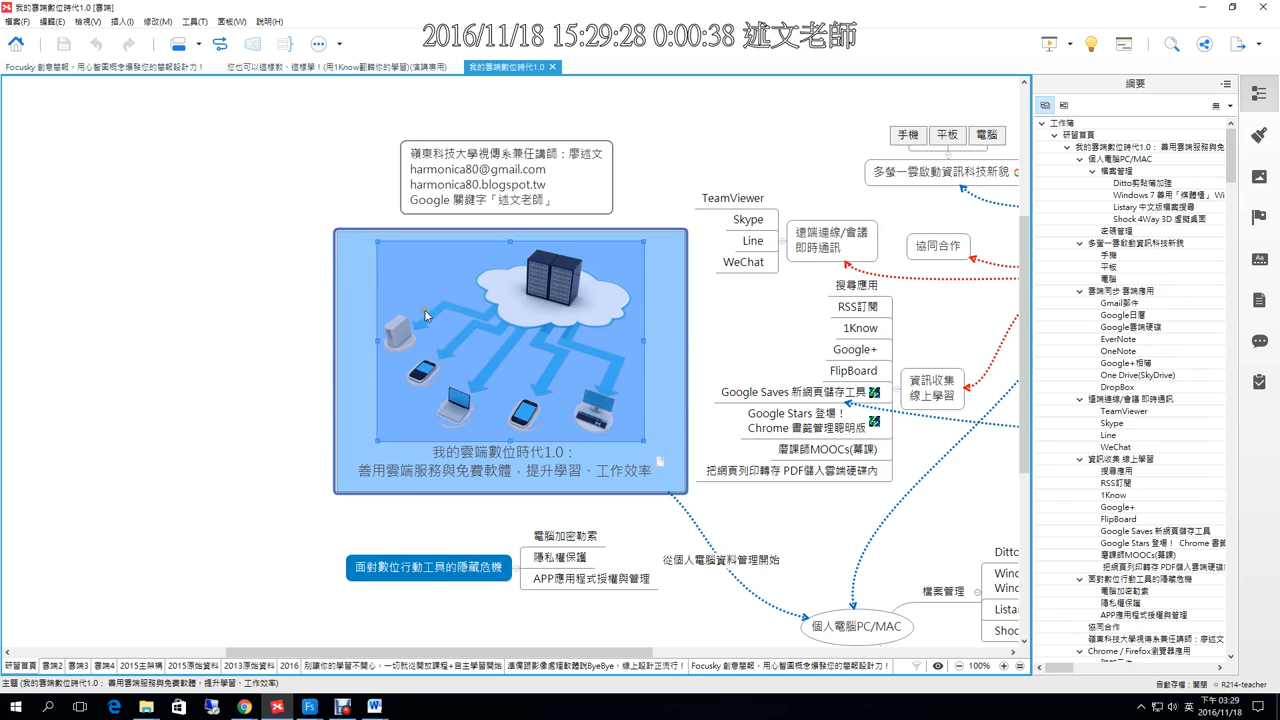 我的雲端數位時代1.0 [雲端]
檔案(F) 編輯(E) 檢視(V) 插入(I) 修改(M) 工具(T) 面板(W) 說明(H)
2016/11/18 15:29:28 0:00:38 述文老師
Focusky 創意簡報,用心智圖概念爆發您的簡報設計力! 您也可以這樣教、這樣學!(用1Know翻轉你的學習)(演講專用) 我的雲端數位時代1.0
嶺東科技大學視傳系兼任講師:廖述文
harmonica80@gmail.com
harmonica80.blogspot.tw
Google 關鍵字「述文老師」
我的雲端數位時代1.0:
善用雲端服務與免費軟體,提升學習、工作效率
手機 平板 電腦
多螢一雲啟動資訊科技新貌
TeamViewer
Skype
Line
WeChat
遠端連線/會議
即時通訊
協同合作
搜尋應用
RSS訂閱
1Know
Google+
FlipBoard
Google Saves 新網頁儲存工具
Google Stars 登場!
Chrome 書籤管理聰明版
磨課師MOOCs(幕課)
把網頁列印轉存 PDF儲入雲端硬碟內
資訊收集
線上學習
面對數位行動工具的隱藏危機
電腦加密勒索
隱私權保護
APP應用程式授權與管理
從個人電腦資料管理開始
個人電腦PC/MAC
檔案管理
Ditto
Wind
Wind
Listar
Shoc
綱要
工作簿
研習首頁
我的雲端數位時代1.0: 善用雲端服務與免
個人電腦PC/MAC
檔案管理
Ditto剪貼簿加強
Windows 7 善用「媒體櫃」 Wi
Listary 中文版檔案搜尋
Shock 4Way 3D 虛擬桌面
密碼管理
多螢一雲啟動資訊科技新貌
手機
平板
電腦
雲端同步 雲端應用
Gmail郵件
Google日曆
Google雲端硬碟
EverNote
OneNote
Google+相簿
One Drive(SkyDrive)
DropBox
遠端連線/會議 即時通訊
TeamViewer
Skype
Line
WeChat
資訊收集 線上學習
搜尋應用
RSS訂閱
1Know
Google+
FlipBoard
Google Saves 新網頁儲存工具
Google Stars 登場! Chrome 書籤
磨課師MOOCs(幕課)
把網頁列印轉存 PDF儲入雲端硬碟
面對數位行動工具的隱藏危機
電腦加密勒索
隱私權保護
APP應用程式授權與管理
協同合作
嶺東科技大學視傳系兼任講師:廖述文
Chrome / Firefox瀏覽器應用
研習首頁 雲端2 雲端3 雲端4 2015主架構 2015原始資料 2013原始資料 2016 別讓你的學習不開心,一切就從開放課程+自主學習開始 準備跟影像處理軟體說ByeBye,線上設計正流行! Focusky 創意簡報,用心智圖概念爆發您的簡報設計力! 100%
主題 (我的雲端數位時代1.0: 善用雲端服務與免費軟體,提升學習、工作效率) 自動存檔:關閉 R214-teacher
英 下午 03:29
2016/11/18